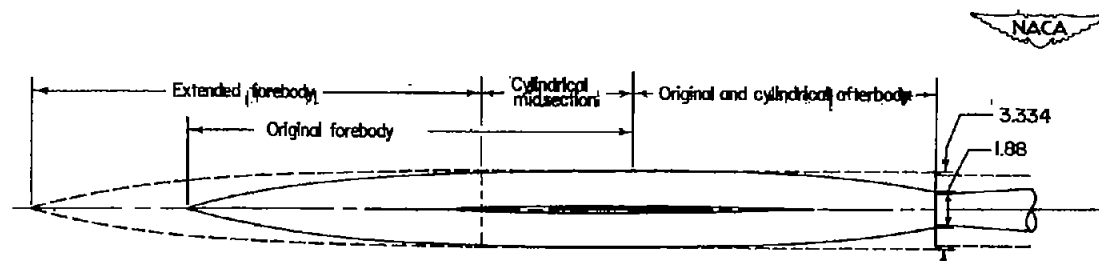 NACA
Extended forebody
Cylindrical
midsection
Original and cylindrical afterbody
Original forebody
3.334
1.88